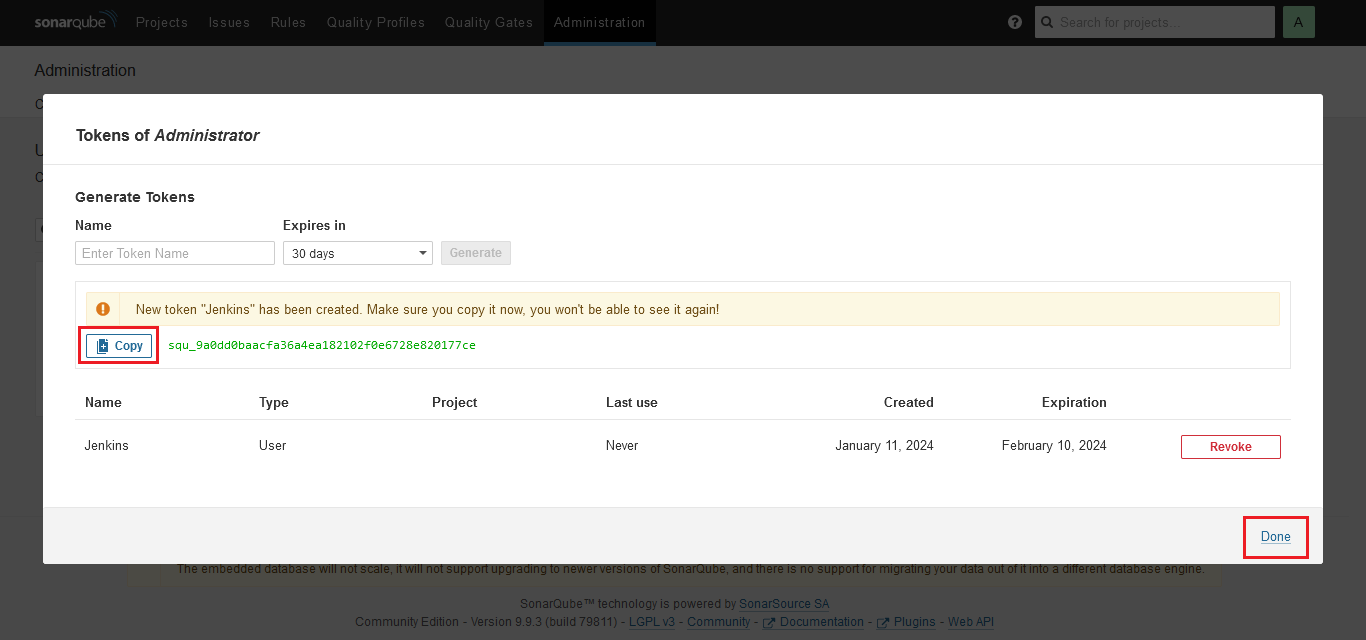 sonarqube Projects Issues Rules Quality Profiles Quality Gates Administration ? Search for projects... A
Administration
C
Tokens of Administrator
U
C
Generate Tokens
Name Expires in
Enter Token Name 30 days Generate
New token "Jenkins" has been created. Make sure you copy it now, you won't be able to see it again!
Copy squ_9a0dd0baacfa36a4ea182102f0e6728e820177ce
Name Type Project Last use Created Expiration
Jenkins User Never January 11, 2024 February 10, 2024 Revoke
Done
The embedded database will not scale, it will not support upgrading to newer versions of SonarQube, and there is no support for migrating your data out of it into a different database engine.
SonarQube™ technology is powered by SonarSource SA
Community Edition - Version 9.9.3 (build 79811) - LGPL v3 - Community - Documentation - Plugins - Web API